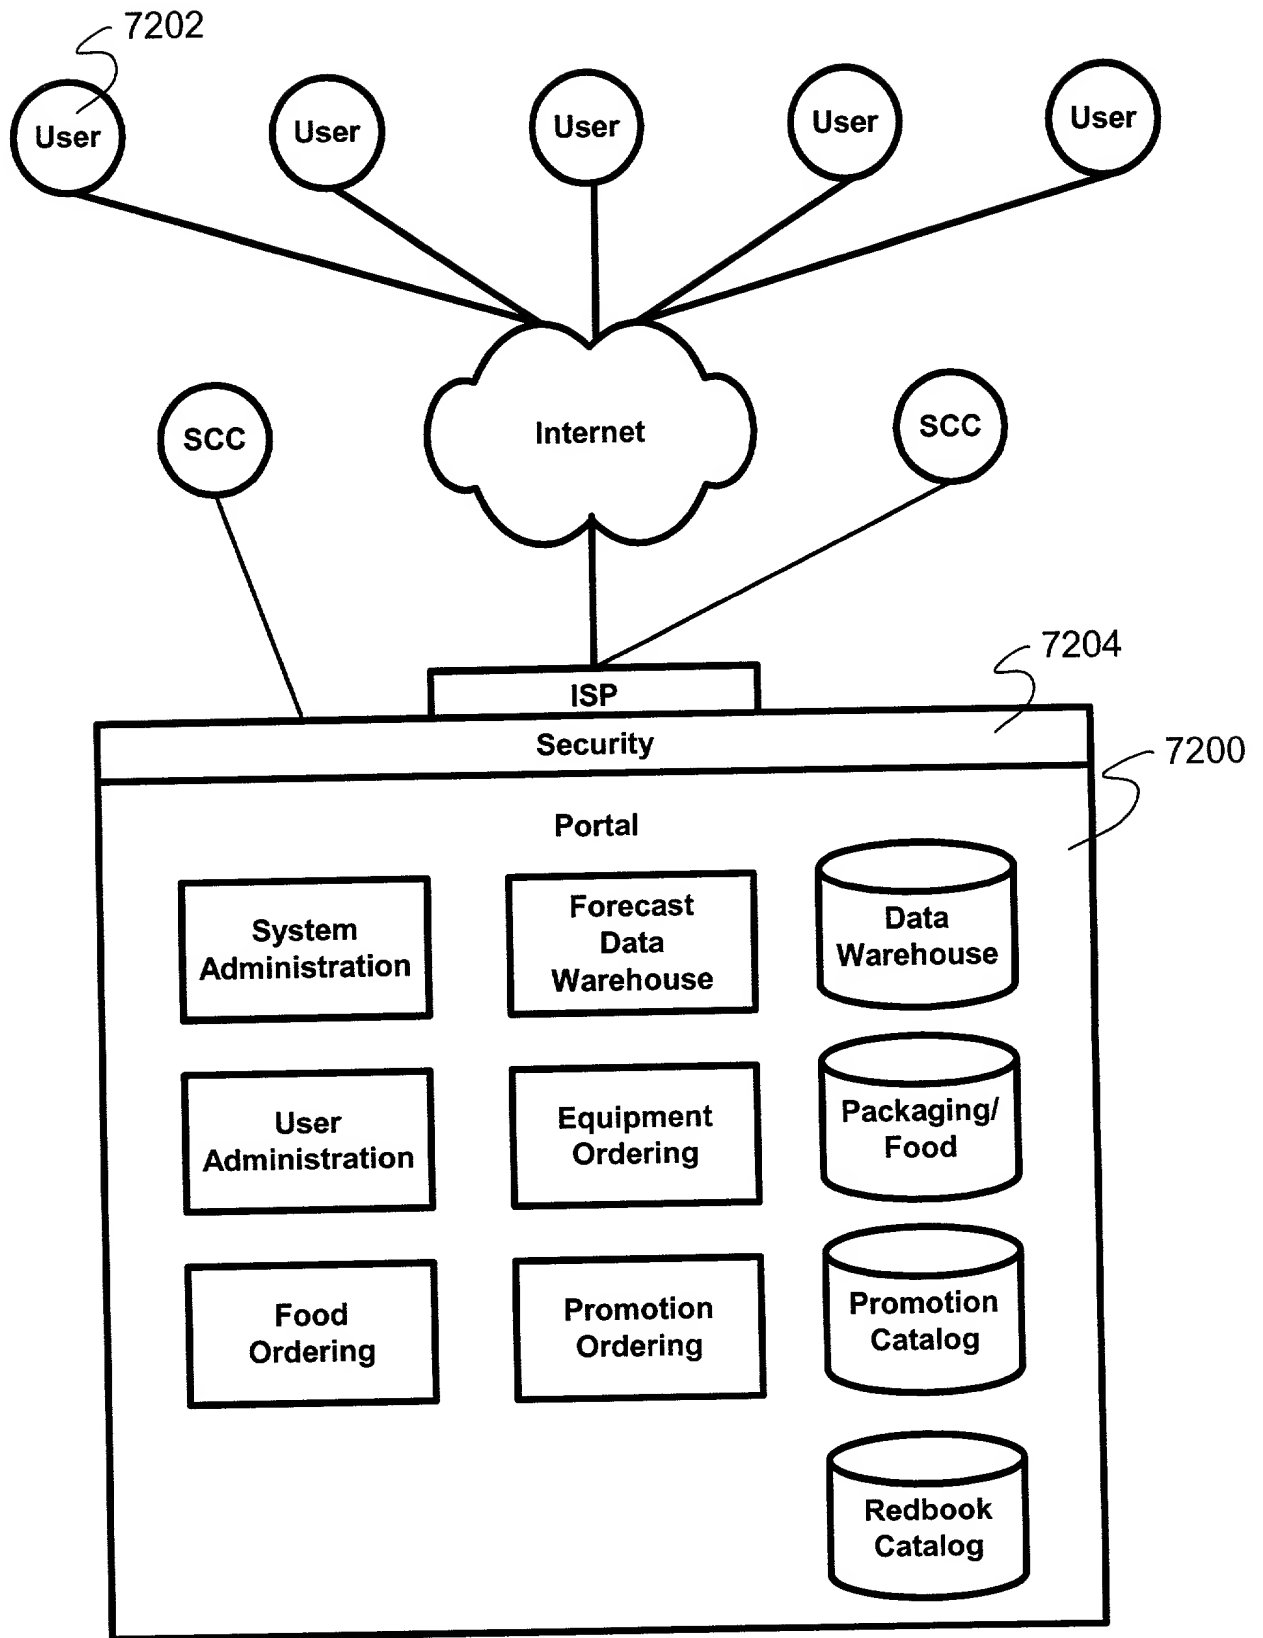 7202
User
User
User
User
User
SCC
Internet
SCC
7204
ISP
Security
7200
Portal
System
Administration
Forecast
Data
Warehouse
Data
Warehouse
User
Administration
Equipment
Ordering
Packaging/
Food
Food
Ordering
Promotion
Ordering
Promotion
Catalog
Redbook
Catalog